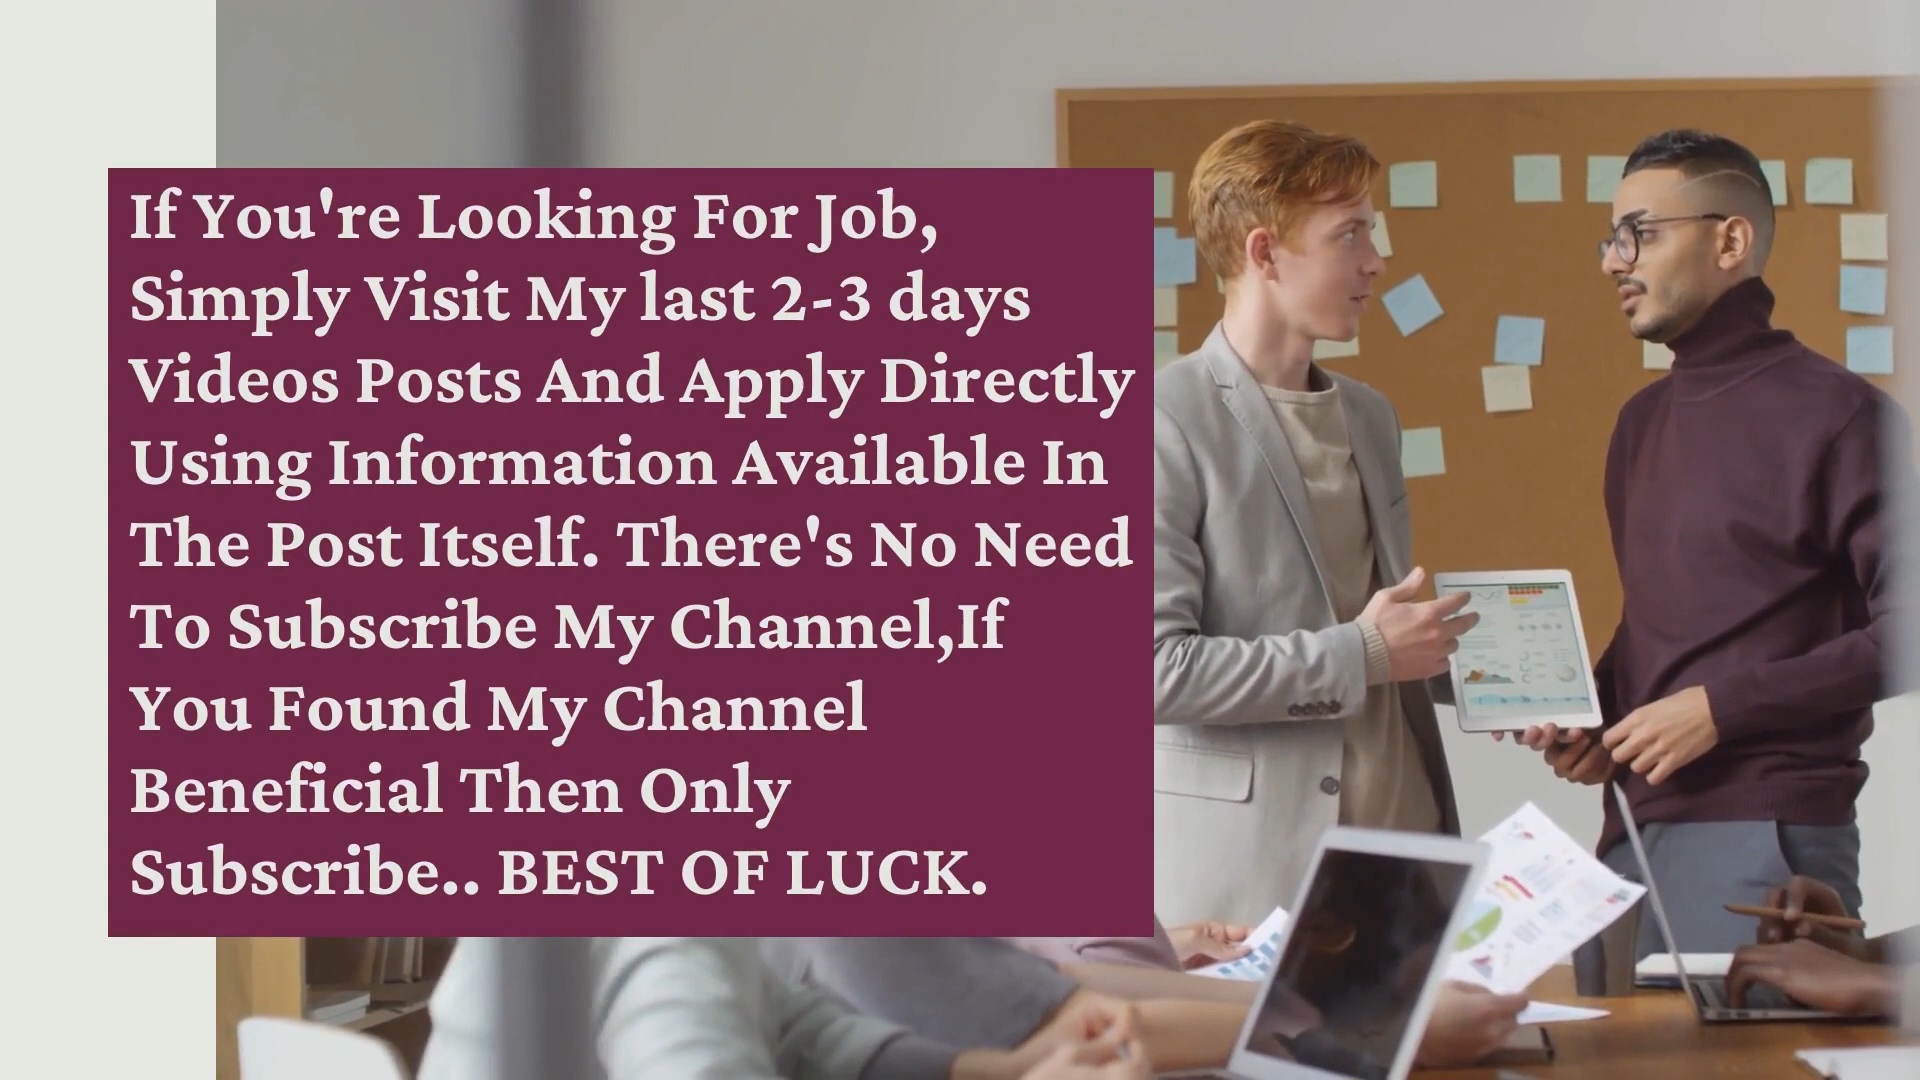 If You're Looking For Job,
Simply Visit My last 2-3 days
Videos Posts And Apply Directly
Using Information Available In
The Post Itself. There's No Need
To Subscribe My Channel,If
You Found My Channel
Beneficial Then Only
Subscribe.. BEST OF LUCK.